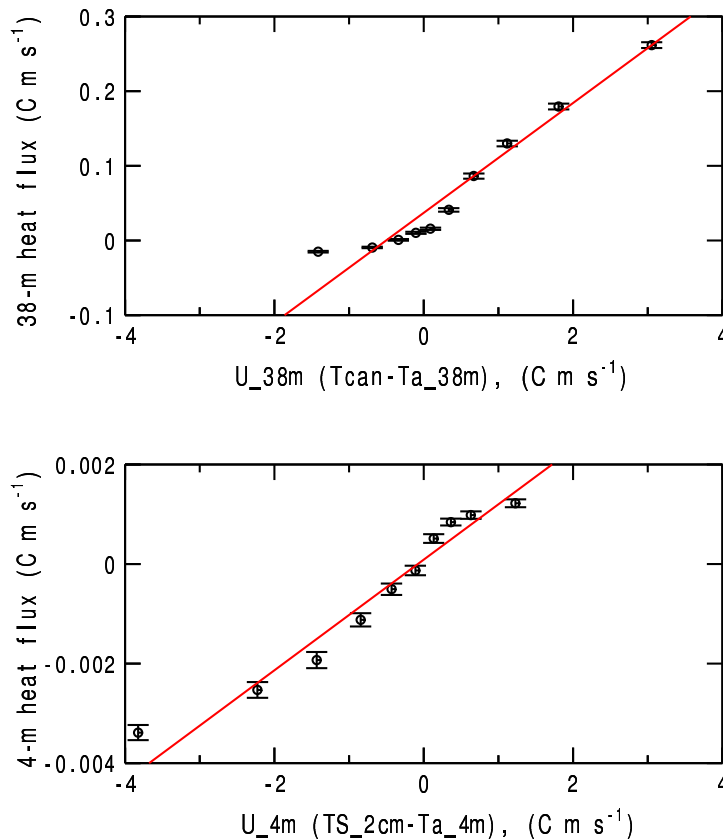 38-m heat flux (C m s⁻¹)
0.3
0.2
0.1
0
-0.1
-4 -2 0 2 4
U_38m (Tcan-Ta_38m), (C m s⁻¹)
4-m heat flux (C m s⁻¹)
0.002
0
-0.002
-0.004
-4 -2 0 2 4
U_4m (TS_2cm-Ta_4m), (C m s⁻¹)